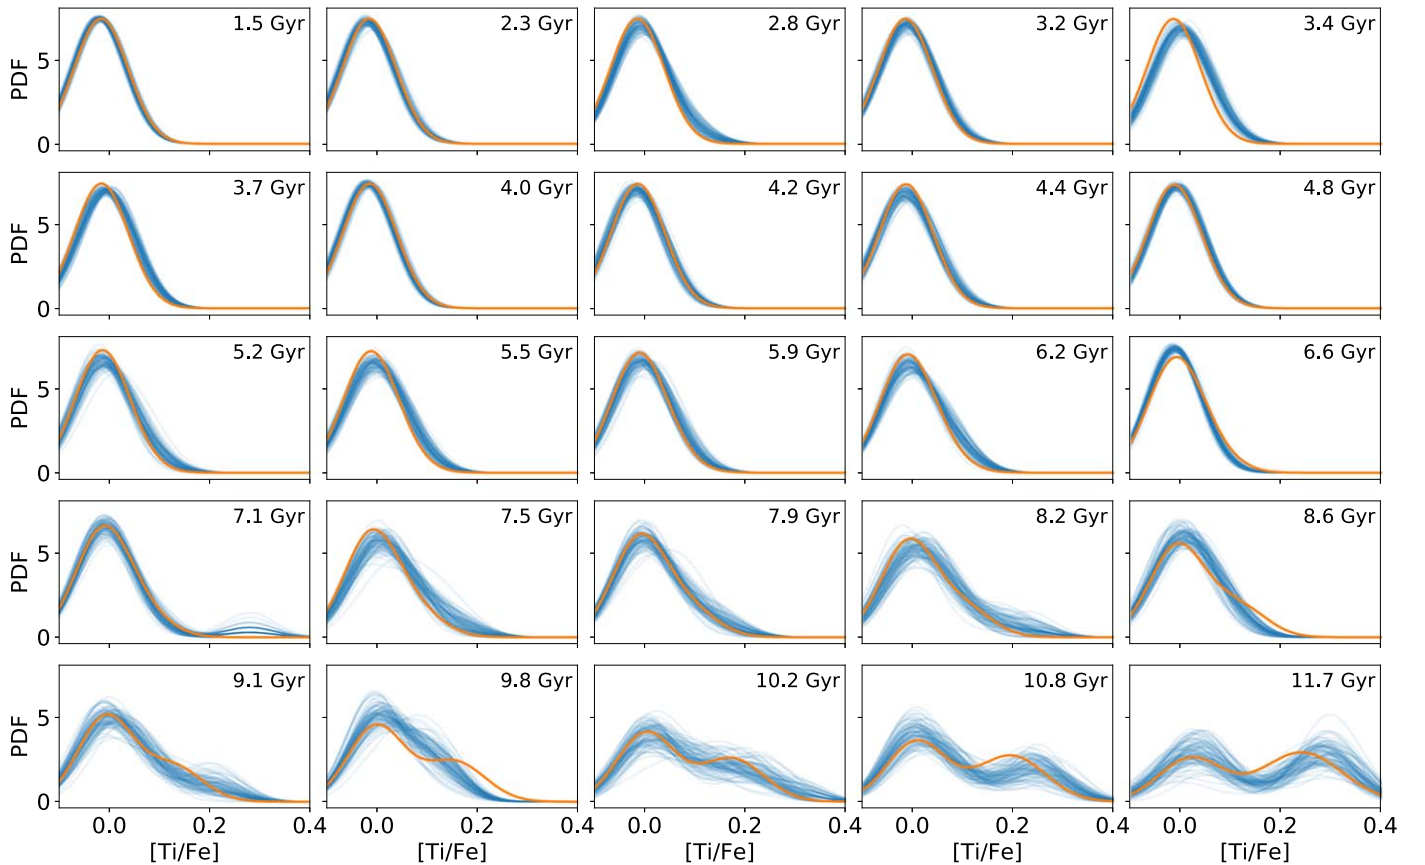 1.5 Gyr 2.3 Gyr 2.8 Gyr 3.2 Gyr 3.4 Gyr
5
PDF
0
3.7 Gyr 4.0 Gyr 4.2 Gyr 4.4 Gyr 4.8 Gyr
5
PDF
0
5.2 Gyr 5.5 Gyr 5.9 Gyr 6.2 Gyr 6.6 Gyr
5
PDF
0
7.1 Gyr 7.5 Gyr 7.9 Gyr 8.2 Gyr 8.6 Gyr
5
PDF
0
9.1 Gyr 9.8 Gyr 10.2 Gyr 10.8 Gyr 11.7 Gyr
5
PDF
0
0.0 0.2 0.4 0.0 0.2 0.4 0.0 0.2 0.4 0.0 0.2 0.4 0.0 0.2 0.4
[Ti/Fe] [Ti/Fe] [Ti/Fe] [Ti/Fe] [Ti/Fe]